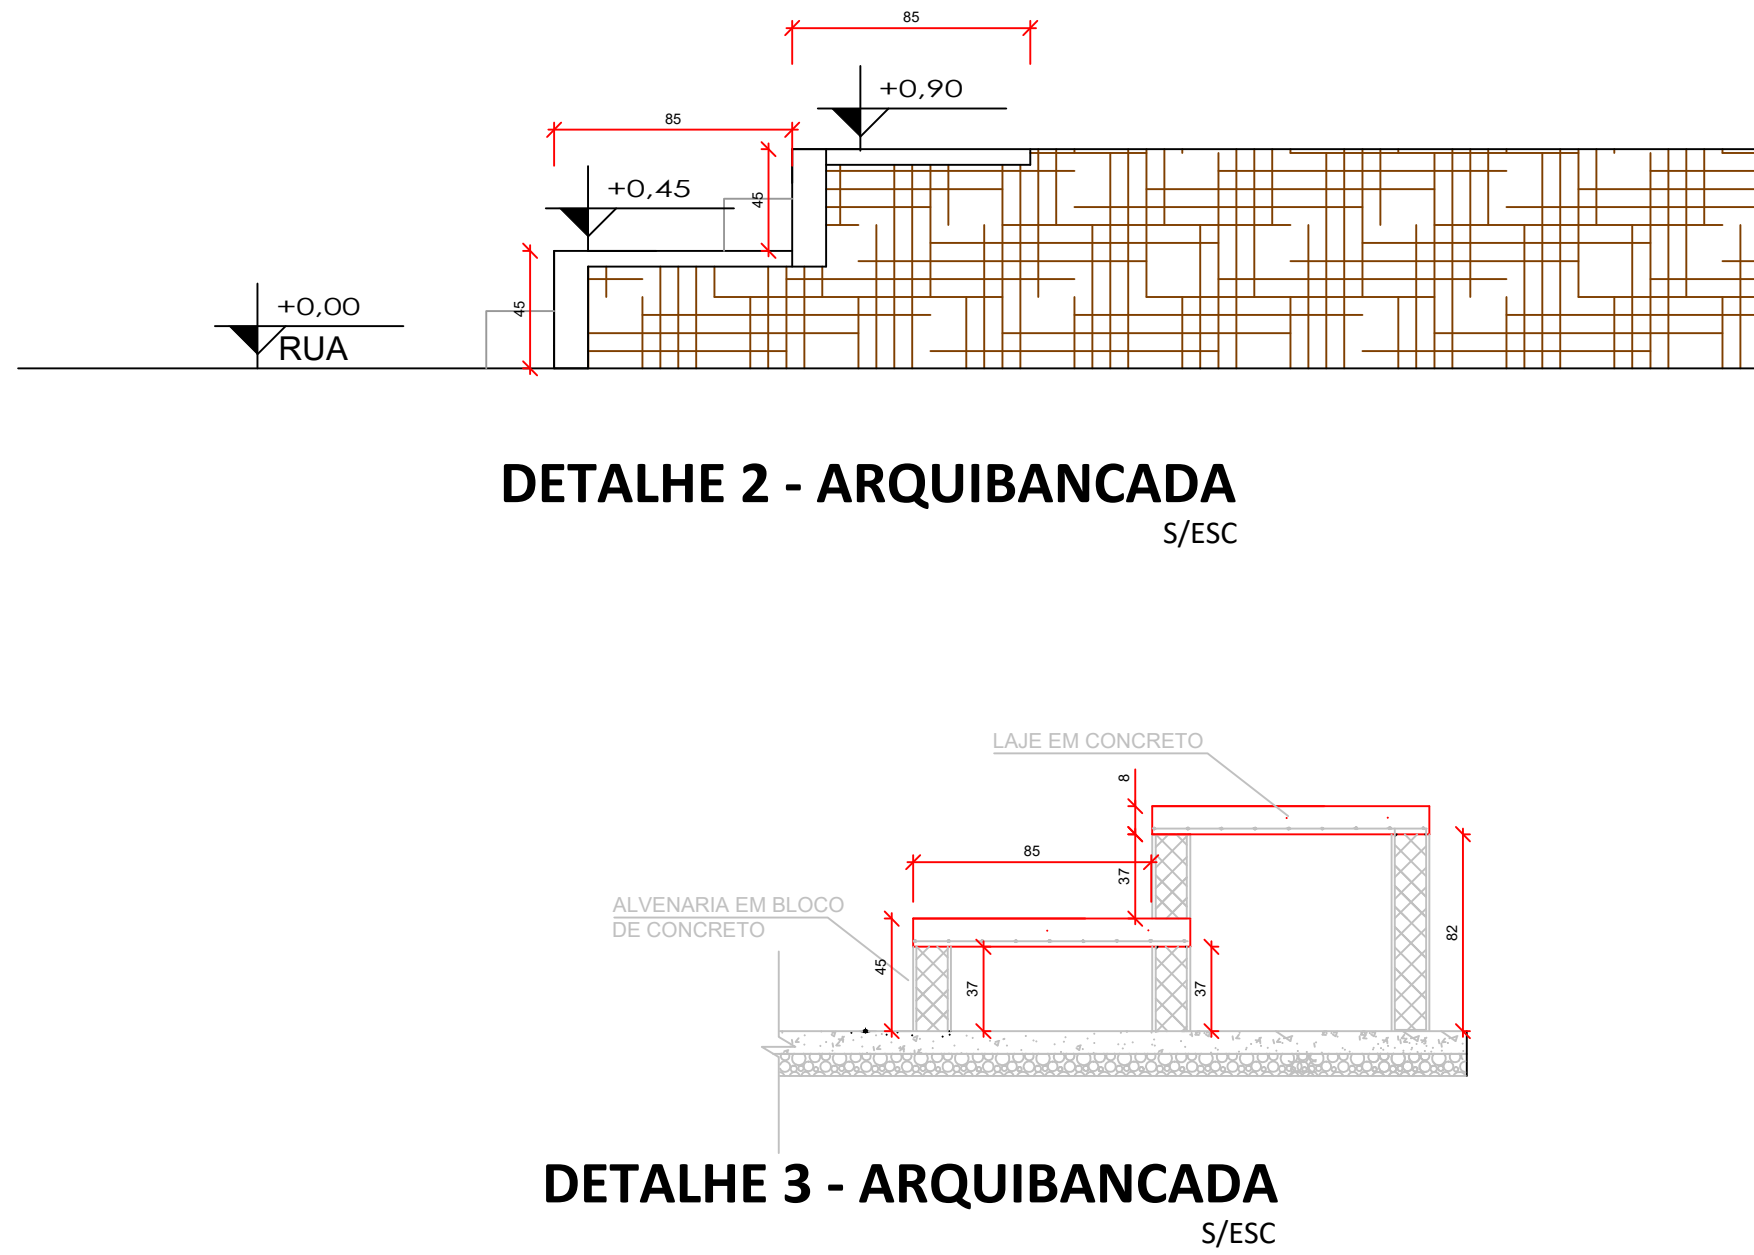 85
+0,90
85
+0,45
45
+0,00
45
RUA
DETALHE 2 - ARQUIBANCADA
S/ESC
LAJE EM CONCRETO
8
85
37
ALVENARIA EM BLOCO
DE CONCRETO
82
45
37
37
DETALHE 3 - ARQUIBANCADA
S/ESC